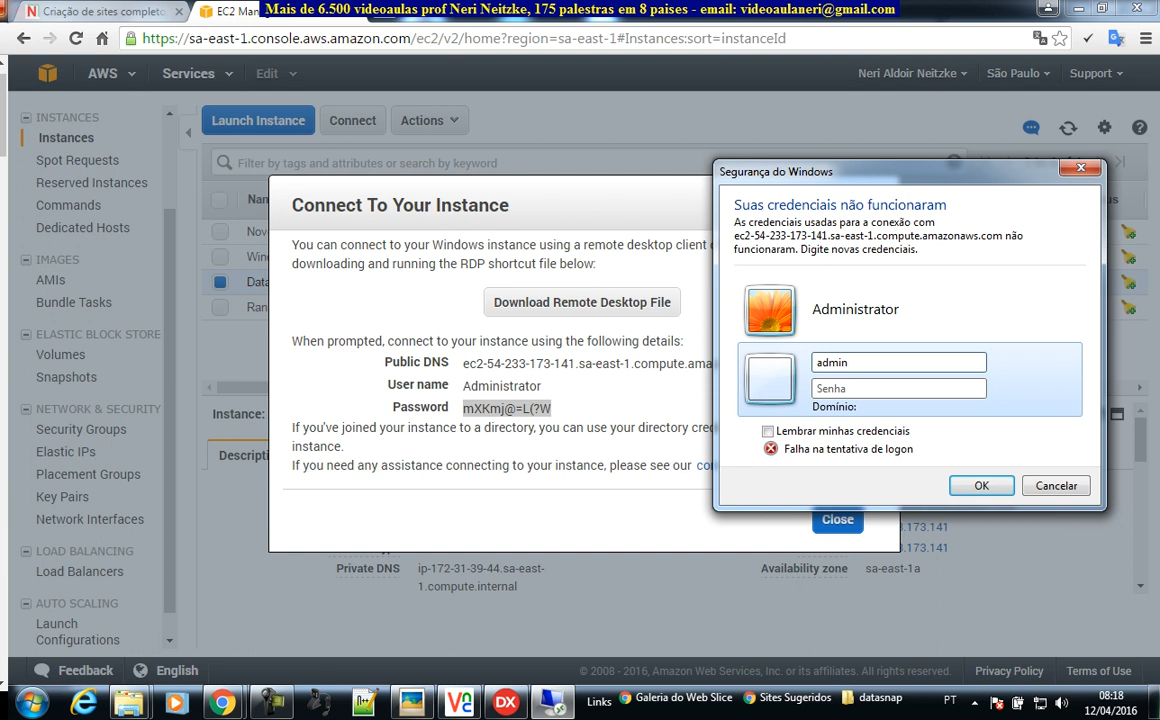 Mais de 6.500 videoaulas prof Neri Neitzke, 175 palestras em 8 paises - email: videoaulaneri@gmail.com
Criação de sites completo
EC2 Man
https://sa-east-1.console.aws.amazon.com/ec2/v2/home?region=sa-east-1#Instances:sort=instanceId
AWS
Services
Edit
Neri Aldoir Neitzke
São Paulo
Support
INSTANCES
Instances
Spot Requests
Reserved Instances
Commands
Dedicated Hosts
IMAGES
AMIs
Bundle Tasks
ELASTIC BLOCK STORE
Volumes
Snapshots
NETWORK & SECURITY
Security Groups
Elastic IPs
Placement Groups
Key Pairs
Network Interfaces
LOAD BALANCING
Load Balancers
AUTO SCALING
Launch
Configurations
Launch Instance
Connect
Actions
Filter by tags and attributes or search by keyword
Nan
Nov
Win
Data
Ran
Instance:
Descripti
Connect To Your Instance
You can connect to your Windows instance using a remote desktop client o
downloading and running the RDP shortcut file below:
Download Remote Desktop File
When prompted, connect to your instance using the following details:
Public DNS ec2-54-233-173-141.sa-east-1.compute.ama
User name Administrator
Password mXKmj@=L(?W
If you've joined your instance to a directory, you can use your directory cred
instance.
If you need any assistance connecting to your instance, please see our con
Close
Segurança do Windows
Suas credenciais não funcionaram
As credenciais usadas para a conexão com
ec2-54-233-173-141.sa-east-1.compute.amazonaws.com não
funcionaram. Digite novas credenciais.
Administrator
admin
Senha
Domínio:
Lembrar minhas credenciais
Falha na tentativa de logon
OK
Cancelar
3.173.141
3.173.141
Private DNS ip-172-31-39-44.sa-east-
1.compute.internal
Availability zone sa-east-1a
Feedback
English
© 2008 - 2016, Amazon Web Services, Inc. or its affiliates. All rights reserved.
Privacy Policy
Terms of Use
Links
Galeria do Web Slice
Sites Sugeridos
datasnap
PT
08:18
12/04/2016